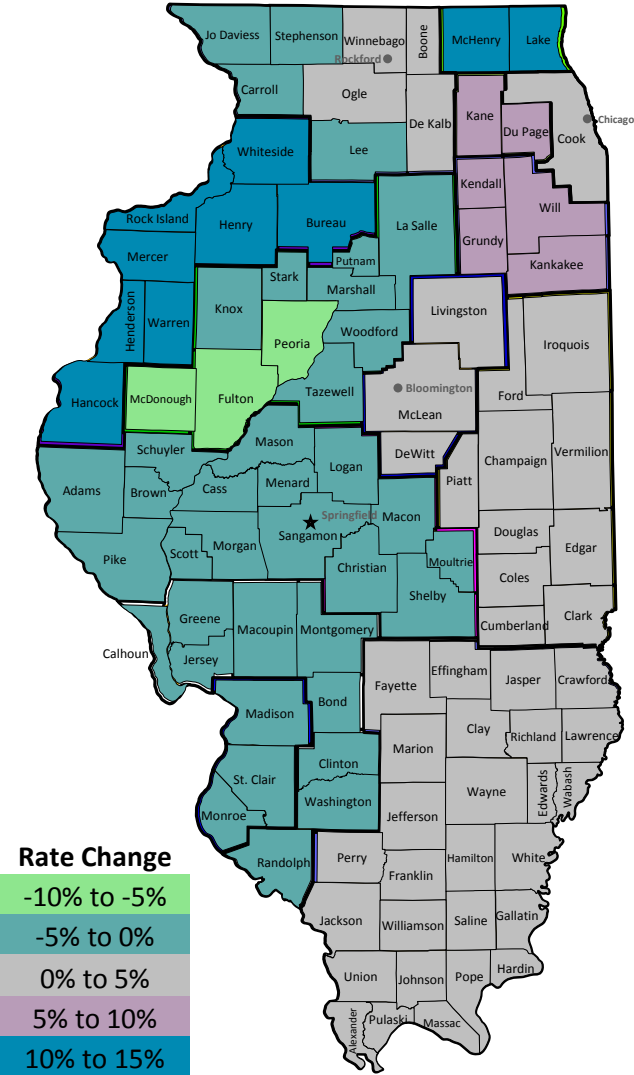 Jo Daviess
Stephenson
Winnebago
Boone
McHenry
Lake
Rockford
Carroll
Ogle
De Kalb
Kane
Du Page
Cook
Chicago
Whiteside
Lee
Kendall
Will
Rock Island
Henry
Bureau
La Salle
Grundy
Kankakee
Mercer
Putnam
Stark
Marshall
Henderson
Warren
Knox
Peoria
Woodford
Livingston
Iroquois
Hancock
McDonough
Fulton
Tazewell
Bloomington
McLean
Ford
Schuyler
Mason
Logan
DeWitt
Piatt
Champaign
Vermilion
Adams
Brown
Cass
Menard
Macon
Springfield
Sangamon
Pike
Scott
Morgan
Christian
Moultrie
Shelby
Douglas
Coles
Edgar
Cumberland
Clark
Calhoun
Greene
Jersey
Macoupin
Montgomery
Fayette
Effingham
Jasper
Crawford
Madison
Bond
Clinton
Marion
Clay
Richland
Lawrence
St. Clair
Washington
Monroe
Jefferson
Wayne
Edwards
Wabash
Randolph
Perry
Franklin
Hamilton
White
Jackson
Williamson
Saline
Gallatin
Union
Johnson
Pope
Hardin
Alexander
Pulaski
Massac
Rate Change
-10% to -5%
-5% to 0%
0% to 5%
5% to 10%
10% to 15%